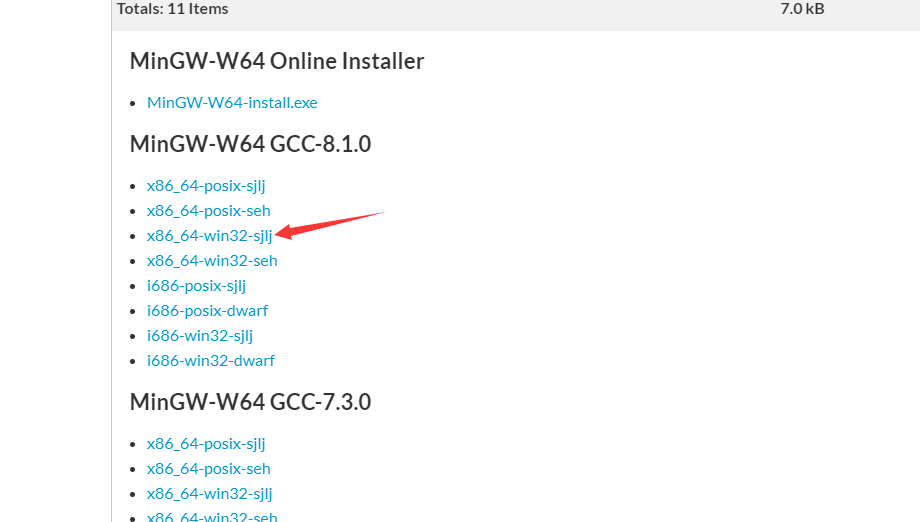 Totals: 11 Items 7.0 kB
MinGW-W64 Online Installer
MinGW-W64-install.exe
MinGW-W64 GCC-8.1.0
x86_64-posix-sjlj
x86_64-posix-seh
x86_64-win32-sjlj
x86_64-win32-seh
i686-posix-sjlj
i686-posix-dwarf
i686-win32-sjlj
i686-win32-dwarf
MinGW-W64 GCC-7.3.0
x86_64-posix-sjlj
x86_64-posix-seh
x86_64-win32-sjlj
x86_64-win32-seh